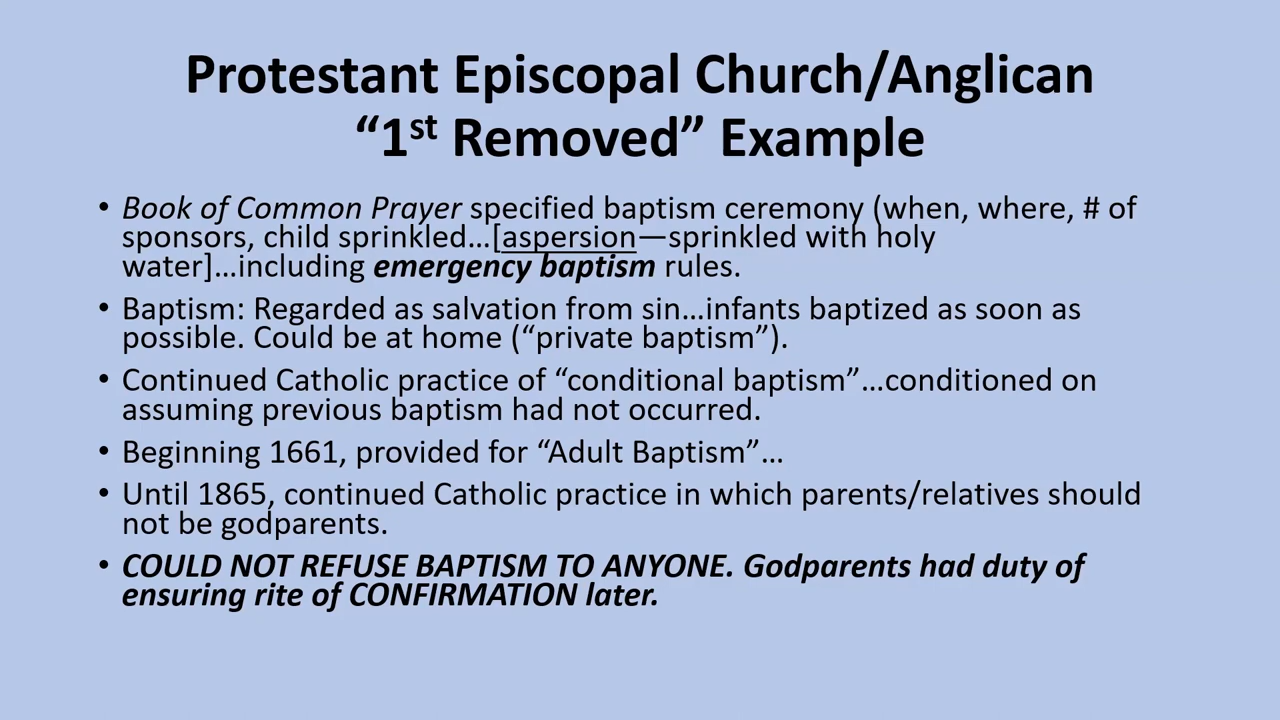 Protestant Episcopal Church/Anglican
“1st Removed” Example
• Book of Common Prayer specified baptism ceremony (when, where, # of
sponsors, child sprinkled…[aspersion—sprinkled with holy
water]…including emergency baptism rules.
• Baptism: Regarded as salvation from sin…infants baptized as soon as
possible. Could be at home (“private baptism”).
• Continued Catholic practice of “conditional baptism”…conditioned on
assuming previous baptism had not occurred.
• Beginning 1661, provided for “Adult Baptism”…
• Until 1865, continued Catholic practice in which parents/relatives should
not be godparents.
• COULD NOT REFUSE BAPTISM TO ANYONE. Godparents had duty of
ensuring rite of CONFIRMATION later.